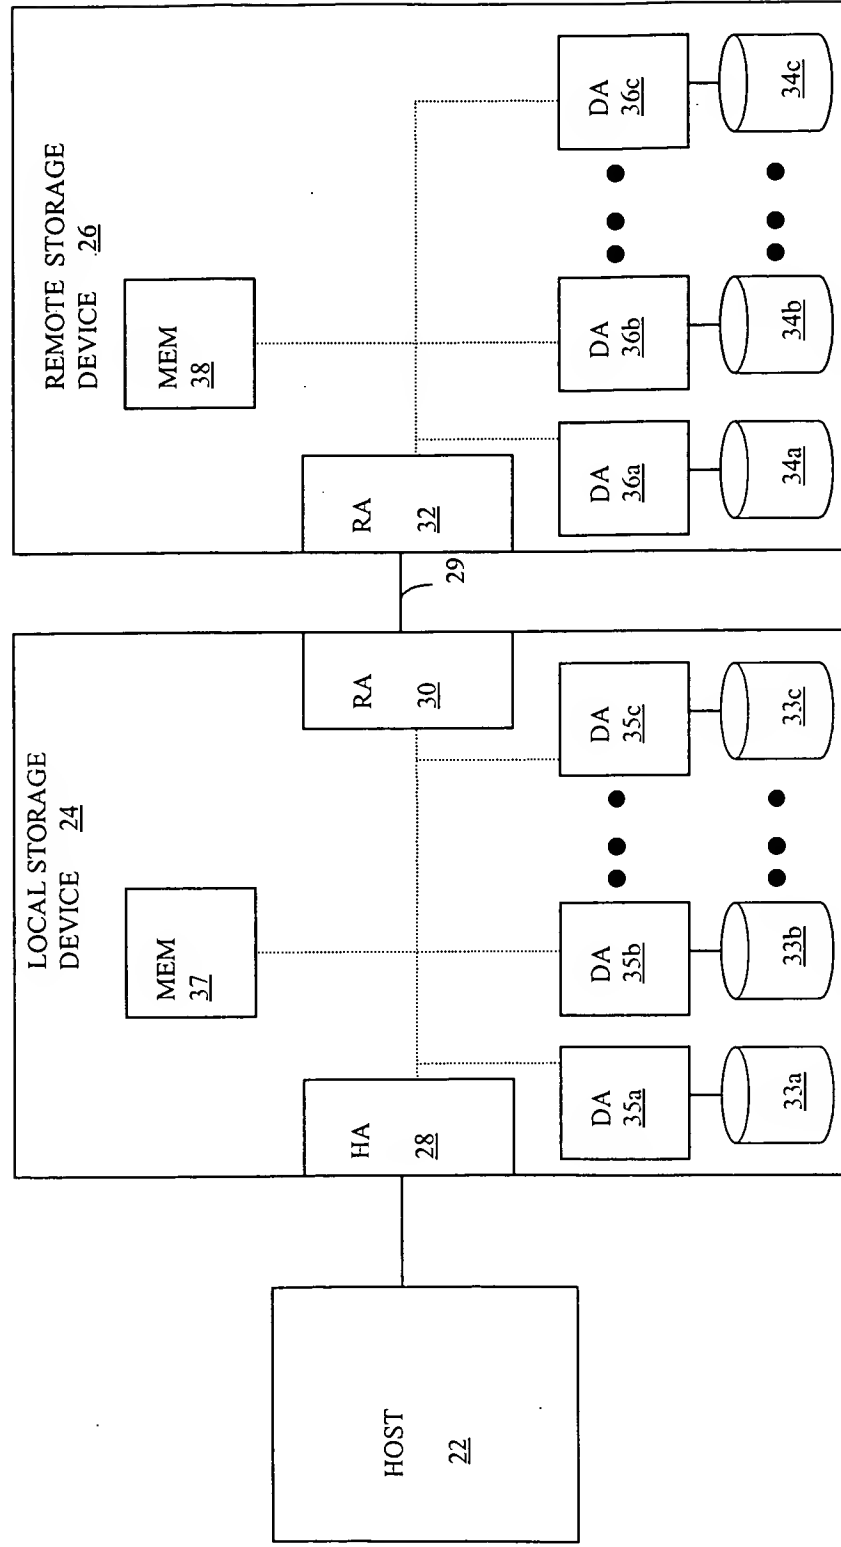 HOST
22
LOCAL STORAGE
DEVICE 24
MEM
37
HA
28
RA
30
DA
35a
DA
35b
DA
35c
33a
33b
33c
29
REMOTE STORAGE
DEVICE 26
MEM
38
RA
32
DA
36a
DA
36b
DA
36c
34a
34b
34c